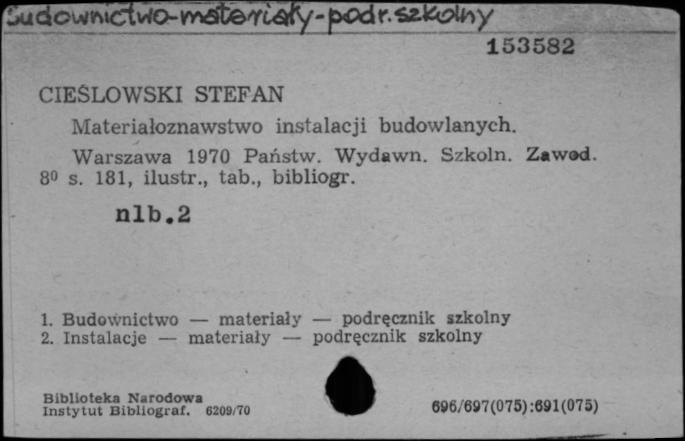 Budownictwo-materiały-podr.szkolny
153582
CIEŚLOWSKI STEFAN
Materiałoznawstwo instalacji budowlanych.
Warszawa 1970 Państw. Wydawn. Szkoln. Zawod.
8⁰ s. 181, ilustr., tab., bibliogr.
nlb.2
1. Budownictwo — materiały — podręcznik szkolny
2. Instalacje — materiały — podręcznik szkolny
Biblioteka Narodowa
Instytut Bibliograf. 6209/70
696/697(075):691(075)